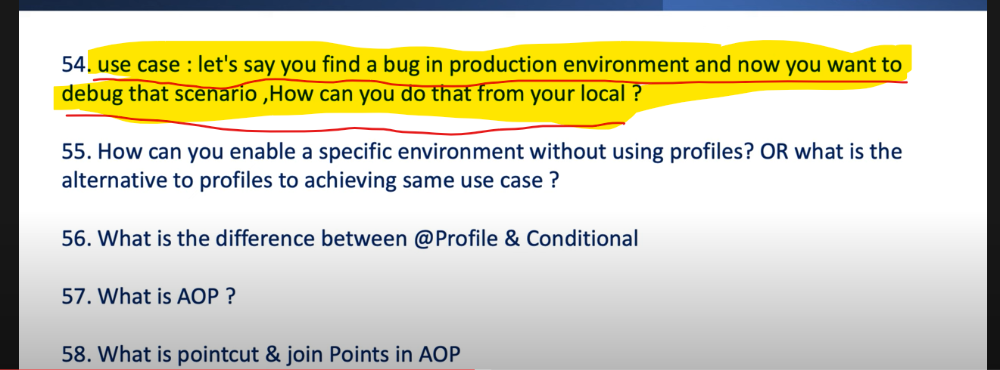 54. use case : let's say you find a bug in production environment and now you want to
debug that scenario ,How can you do that from your local ?
55. How can you enable a specific environment without using profiles? OR what is the
alternative to profiles to achieving same use case ?
56. What is the difference between @Profile & Conditional
57. What is AOP ?
58. What is pointcut & join Points in AOP